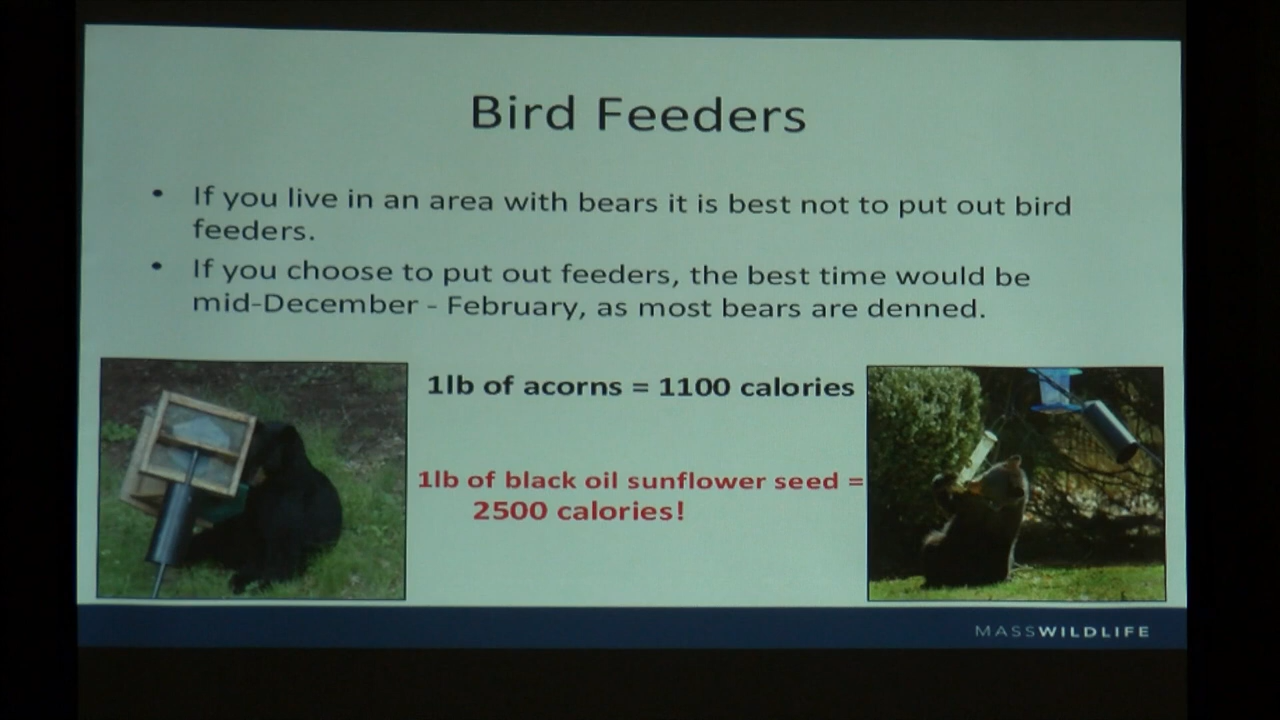 Bird Feeders
• If you live in an area with bears it is best not to put out bird
feeders.
• If you choose to put out feeders, the best time would be
mid-December - February, as most bears are denned.
1lb of acorns = 1100 calories
1lb of black oil sunflower seed =
2500 calories!
MASSWILDLIFE